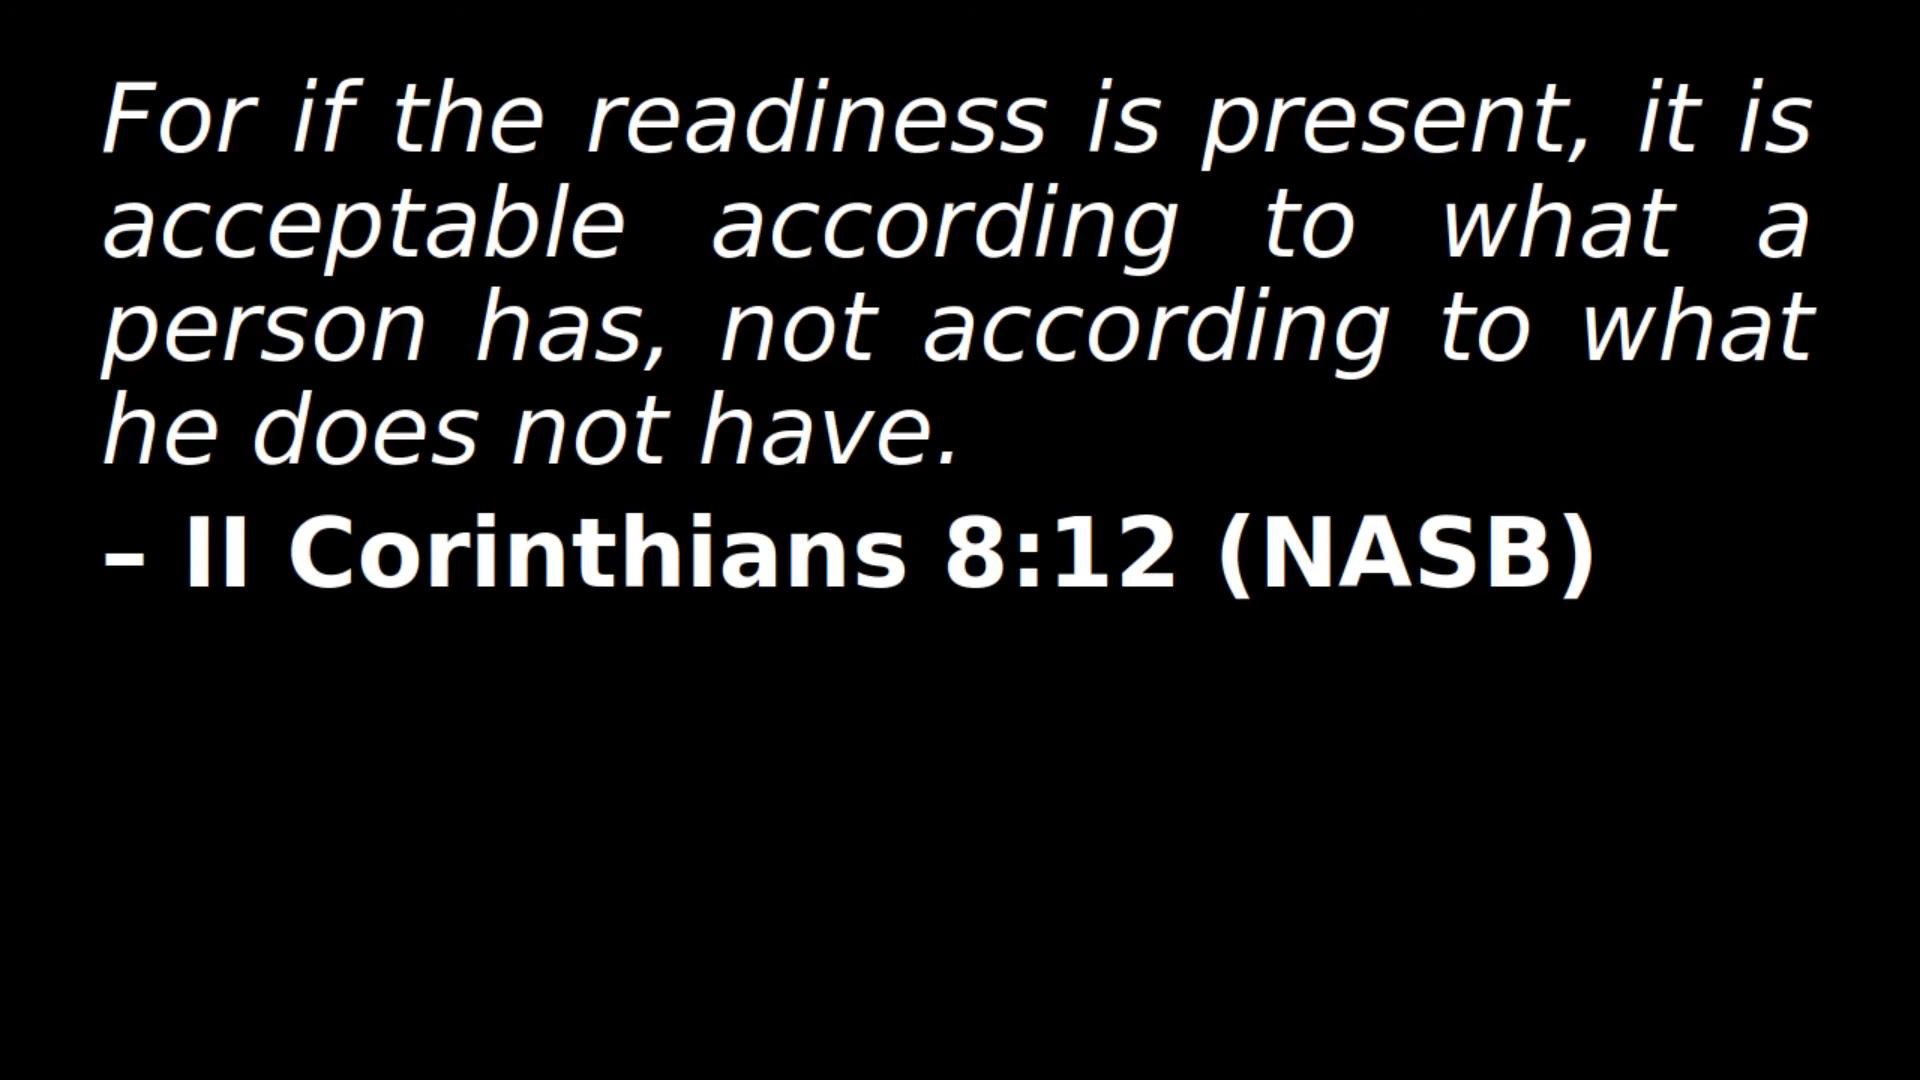 For if the readiness is present, it is
acceptable according to what a
person has, not according to what
he does not have.
– II Corinthians 8:12 (NASB)